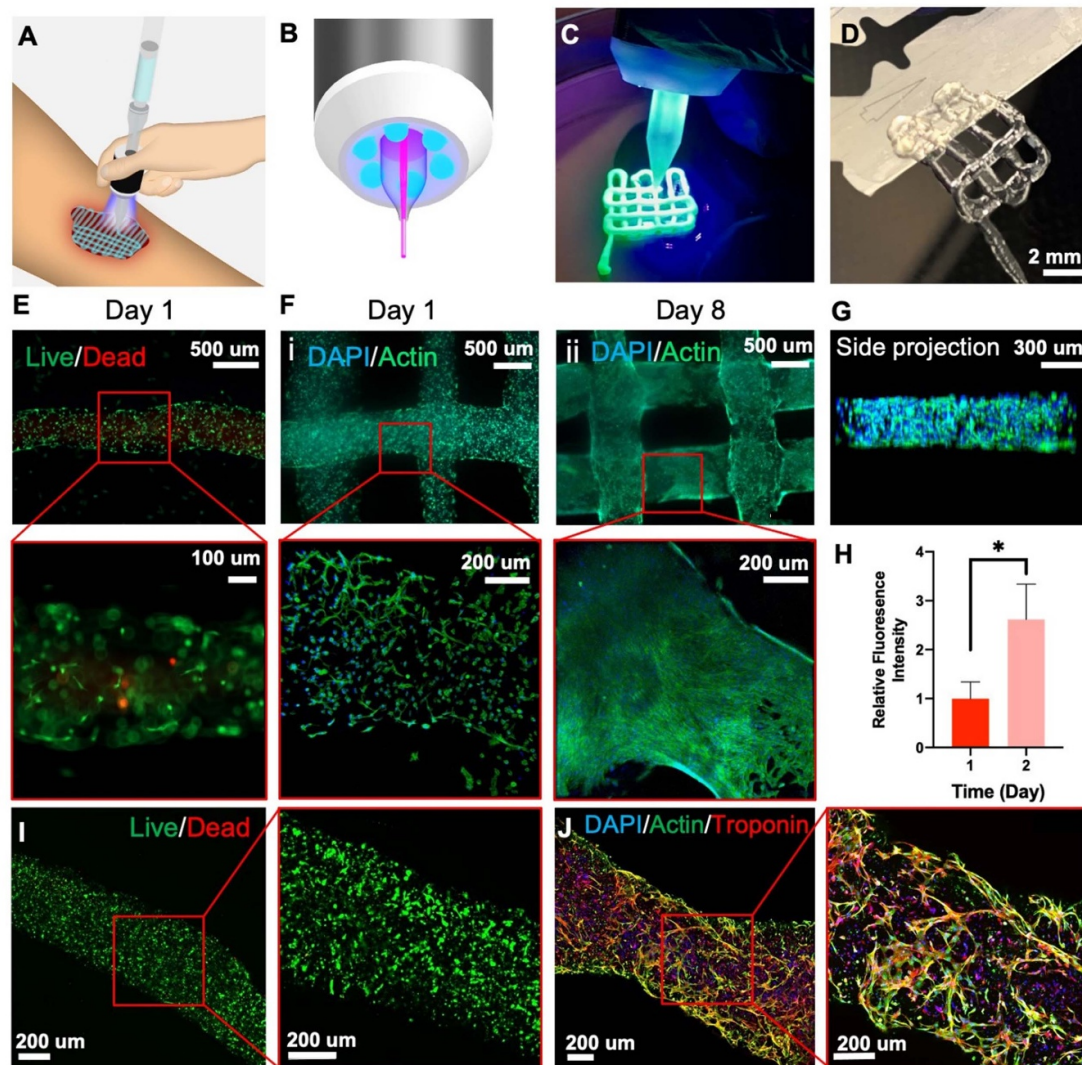 A
B
C
D
2 mm
E
Day 1
F
Day 1
Day 8
G
Live/Dead
500 um
i
DAPI/Actin
500 um
ii
DAPI/Actin
500 um
Side projection
300 um
100 um
200 um
200 um
H
Relative Fluoresence
Intensity
4
3
2
1
0
*
1
2
Time (Day)
I
Live/Dead
200 um
200 um
J
DAPI/Actin/Troponin
200 um
200 um